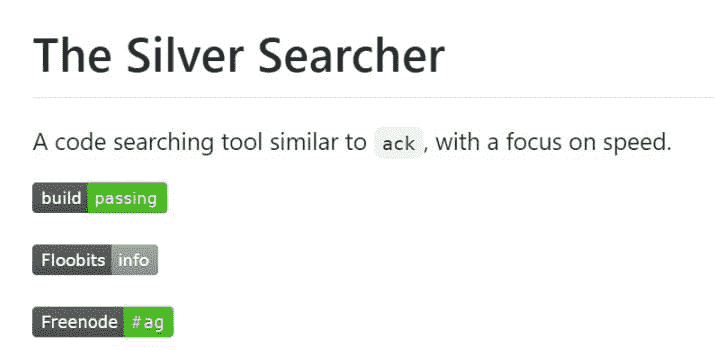 The Silver Searcher
A code searching tool similar to ack, with a focus on speed.
build passing
Floobits info
Freenode #ag